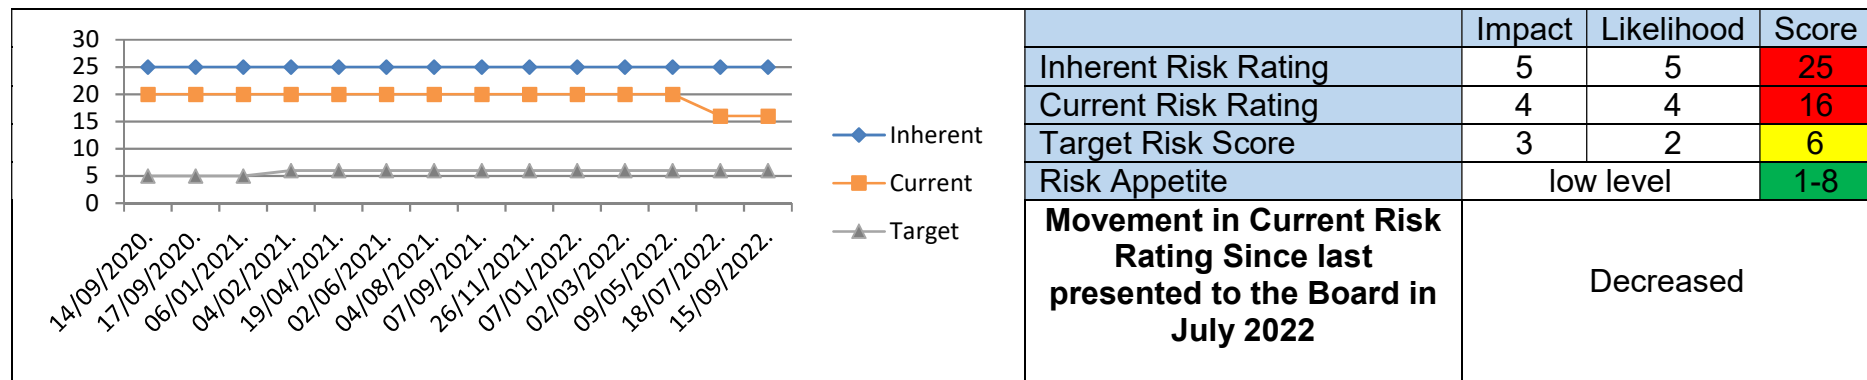 30
25
20
15
10
5
0
14/09/2020.
17/09/2020.
06/01/2021.
04/02/2021.
19/04/2021.
02/06/2021.
04/08/2021.
07/09/2021.
26/11/2021.
07/01/2022.
02/03/2022.
09/05/2022.
18/07/2022.
15/09/2022.
Inherent
Current
Target
Impact Likelihood Score
Inherent Risk Rating 5 5 25
Current Risk Rating 4 4 16
Target Risk Score 3 2 6
Risk Appetite low level 1-8
Movement in Current Risk
Rating Since last
presented to the Board in
July 2022
Decreased